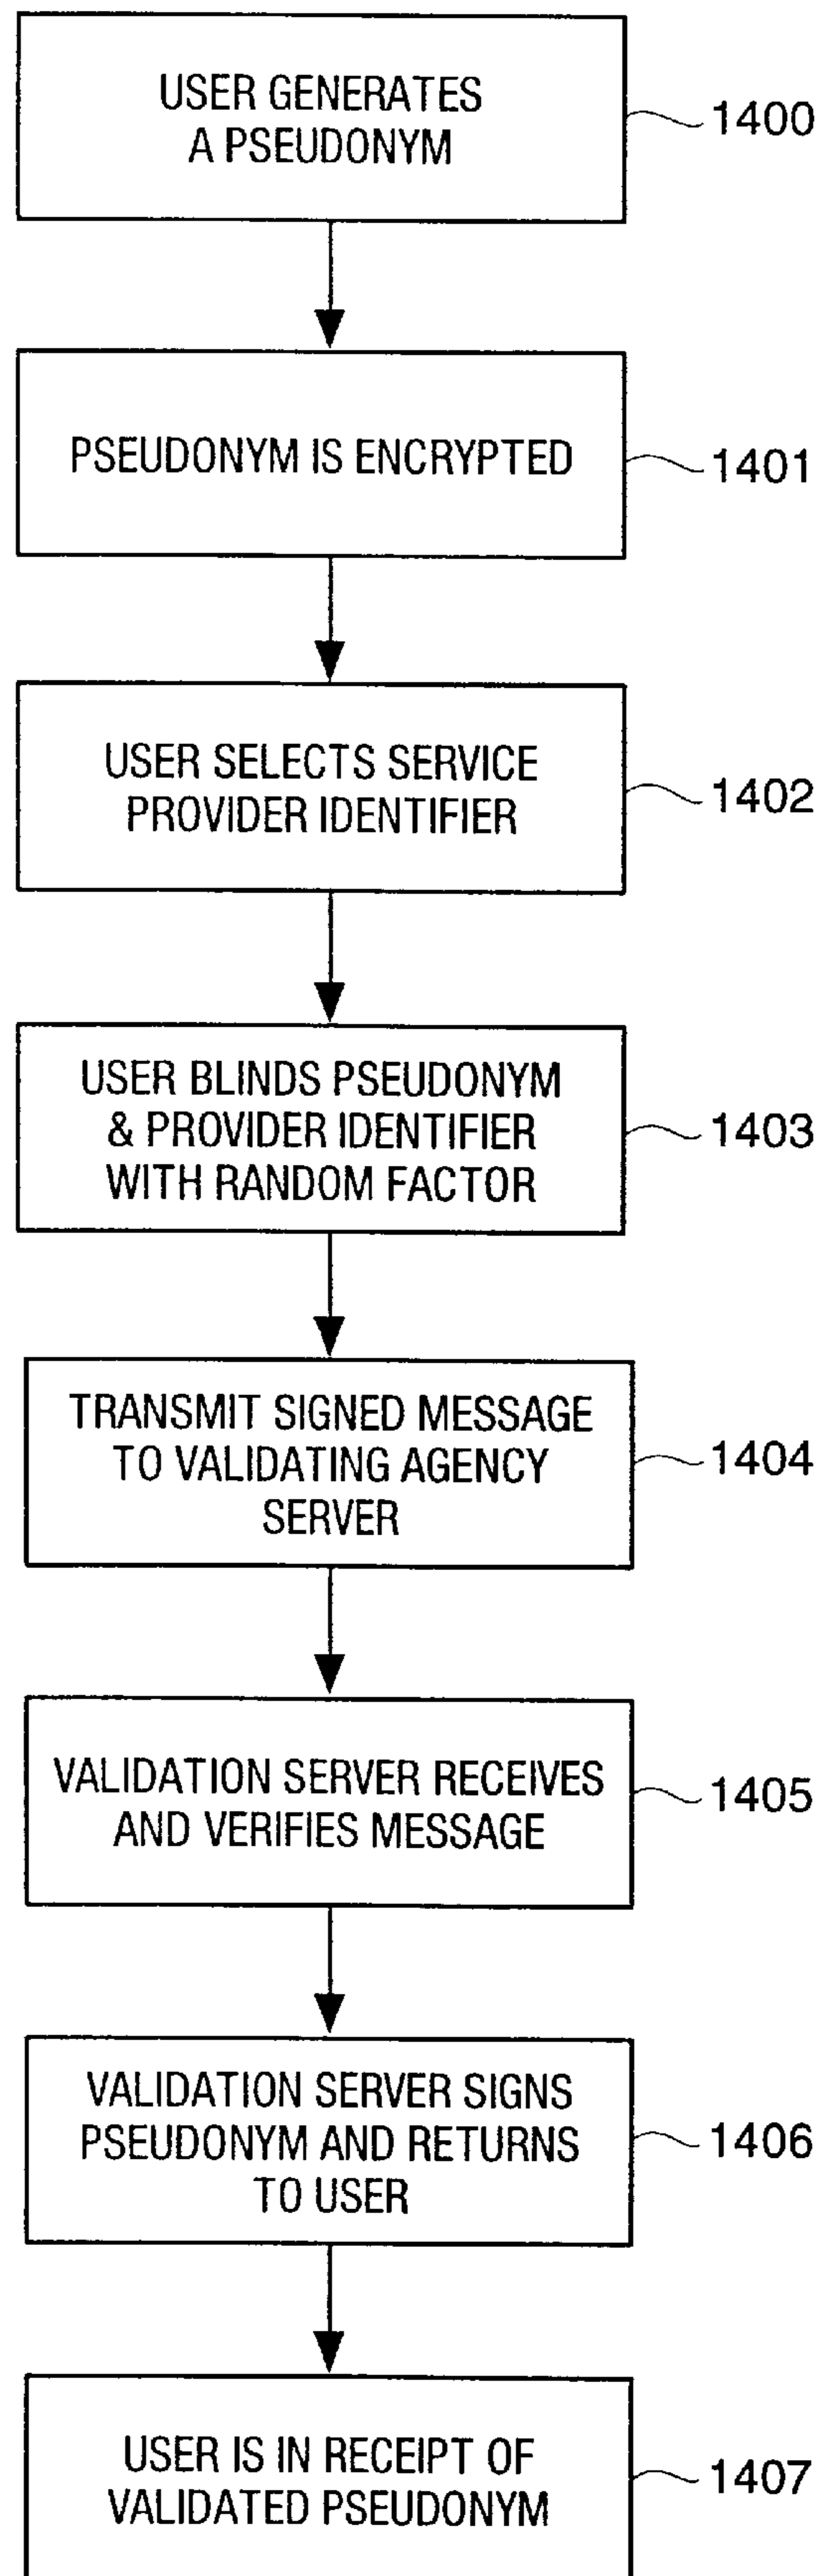 USER GENERATES
A PSEUDONYM
1400
PSEUDONYM IS ENCRYPTED
1401
USER SELECTS SERVICE
PROVIDER IDENTIFIER
1402
USER BLINDS PSEUDONYM
& PROVIDER IDENTIFIER
WITH RANDOM FACTOR
1403
TRANSMIT SIGNED MESSAGE
TO VALIDATING AGENCY
SERVER
1404
VALIDATION SERVER RECEIVES
AND VERIFIES MESSAGE
1405
VALIDATION SERVER SIGNS
PSEUDONYM AND RETURNS
TO USER
1406
USER IS IN RECEIPT OF
VALIDATED PSEUDONYM
1407